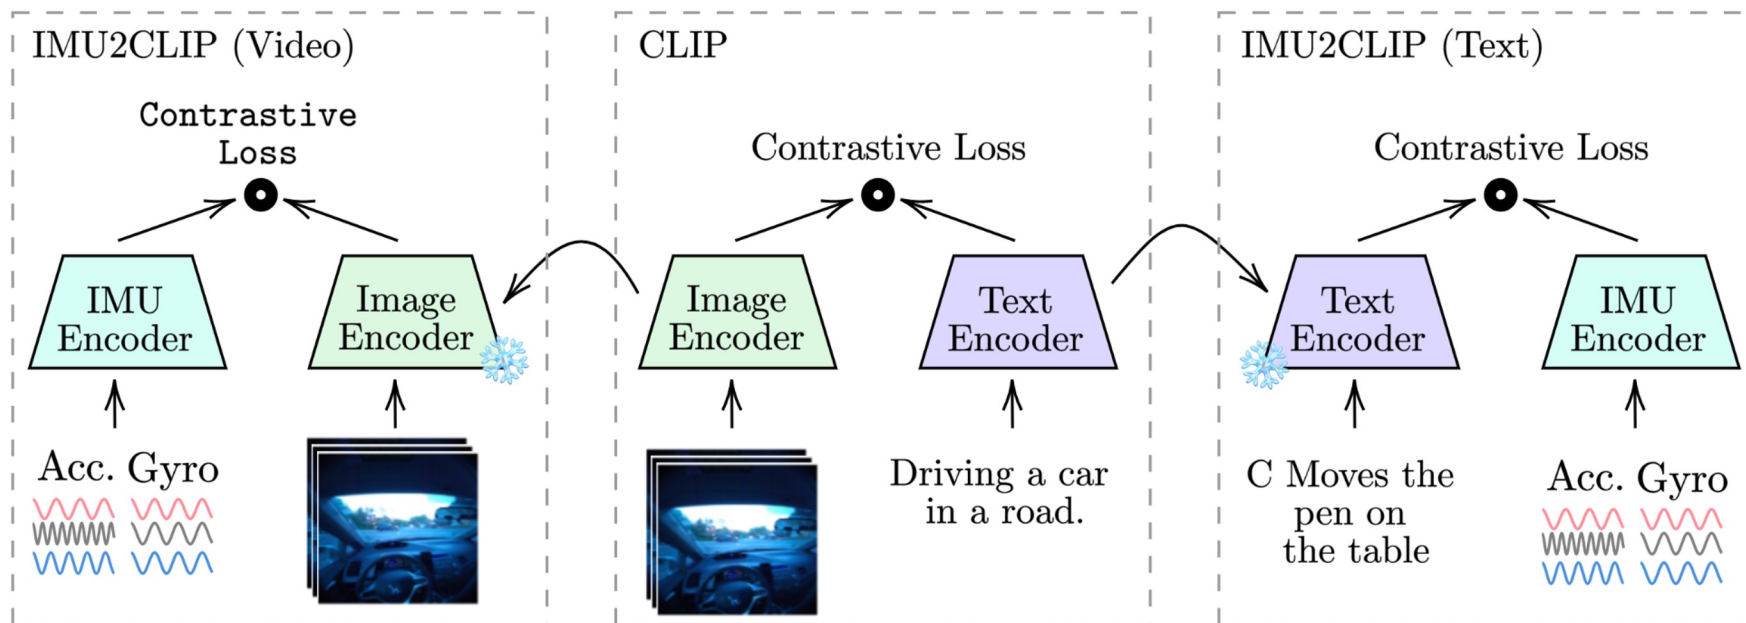 IMU2CLIP (Video)
Contrastive
Loss
IMU
Encoder
Image
Encoder
Acc. Gyro
CLIP
Contrastive Loss
Image
Encoder
Text
Encoder
Driving a car
in a road.
IMU2CLIP (Text)
Contrastive Loss
Text
Encoder
IMU
Encoder
C Moves the
pen on
the table
Acc. Gyro